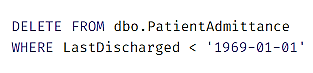 DELETE FROM dbo.PatientAdmittance
WHERE LastDischarged < '1969-01-01'